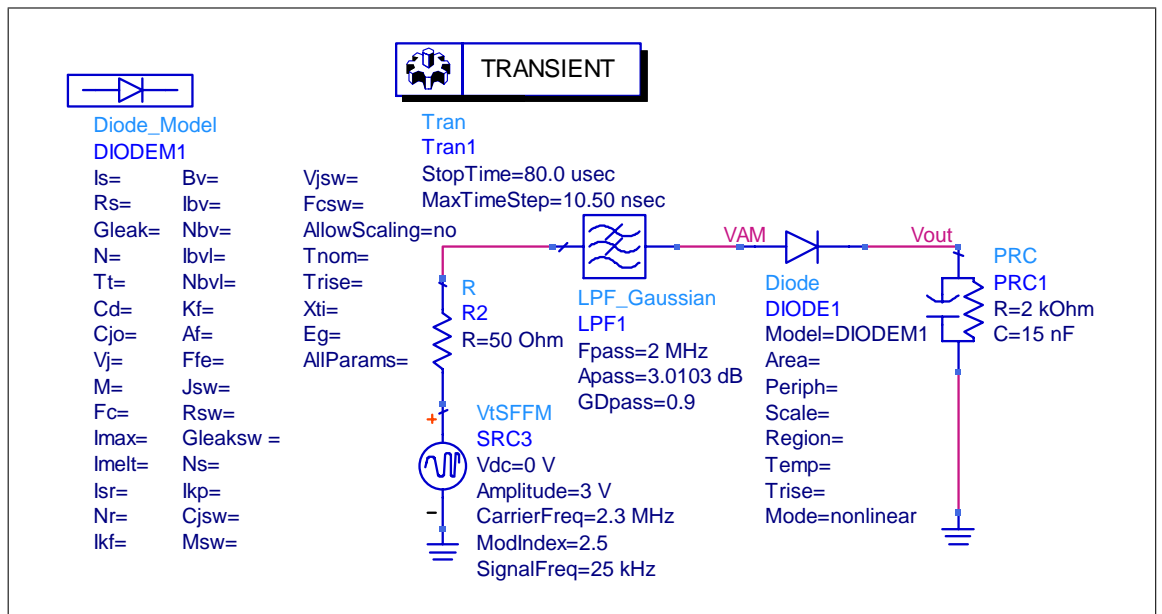 TRANSIENT
Tran
Tran1
StopTime=80.0 usec
MaxTimeStep=10.50 nsec
Diode_Model
DIODEM1
Is=
Rs=
Gleak=
N=
Tt=
Cd=
Cjo=
Vj=
M=
Fc=
Imax=
Imelt=
Isr=
Nr=
Ikf=
Bv=
Ibv=
Nbv=
Ibvl=
Nbvl=
Kf=
Af=
Ffe=
Jsw=
Rsw=
Gleaksw =
Ns=
Ikp=
Cjsw=
Msw=
Vjsw=
Fcsw=
AllowScaling=no
Tnom=
Trise=
Xti=
Eg=
AllParams=
R
R2
R=50 Ohm
+
-
VtSFFM
SRC3
Vdc=0 V
Amplitude=3 V
CarrierFreq=2.3 MHz
ModIndex=2.5
SignalFreq=25 kHz
LPF_Gaussian
LPF1
Fpass=2 MHz
Apass=3.0103 dB
GDpass=0.9
VAM
Diode
DIODE1
Model=DIODEM1
Area=
Periph=
Scale=
Region=
Temp=
Trise=
Mode=nonlinear
Vout
PRC
PRC1
R=2 kOhm
C=15 nF